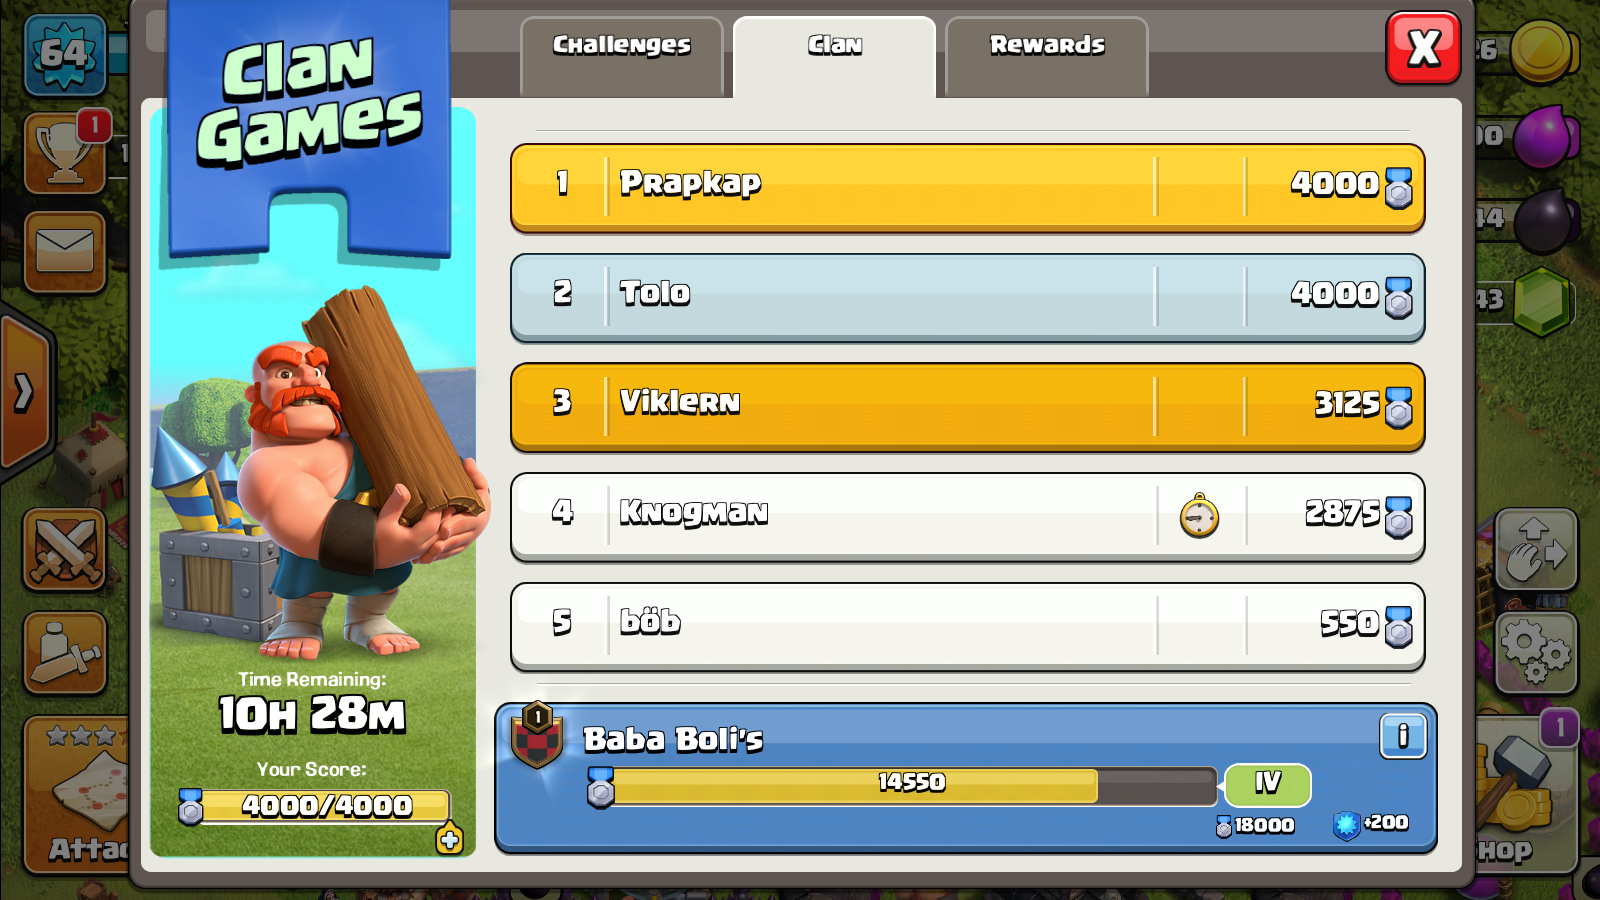 64
Clan
Games
Challenges
Clan
Rewards
X
1
1 Prapkap 4000
2 Tolo 4000
3 Viklern 3125
4 Knogman 2875
5 böb 550
Time Remaining:
10H 28M
Your Score:
4000/4000
1
Baba Boli's
i
14550
IV
18000
+200
1